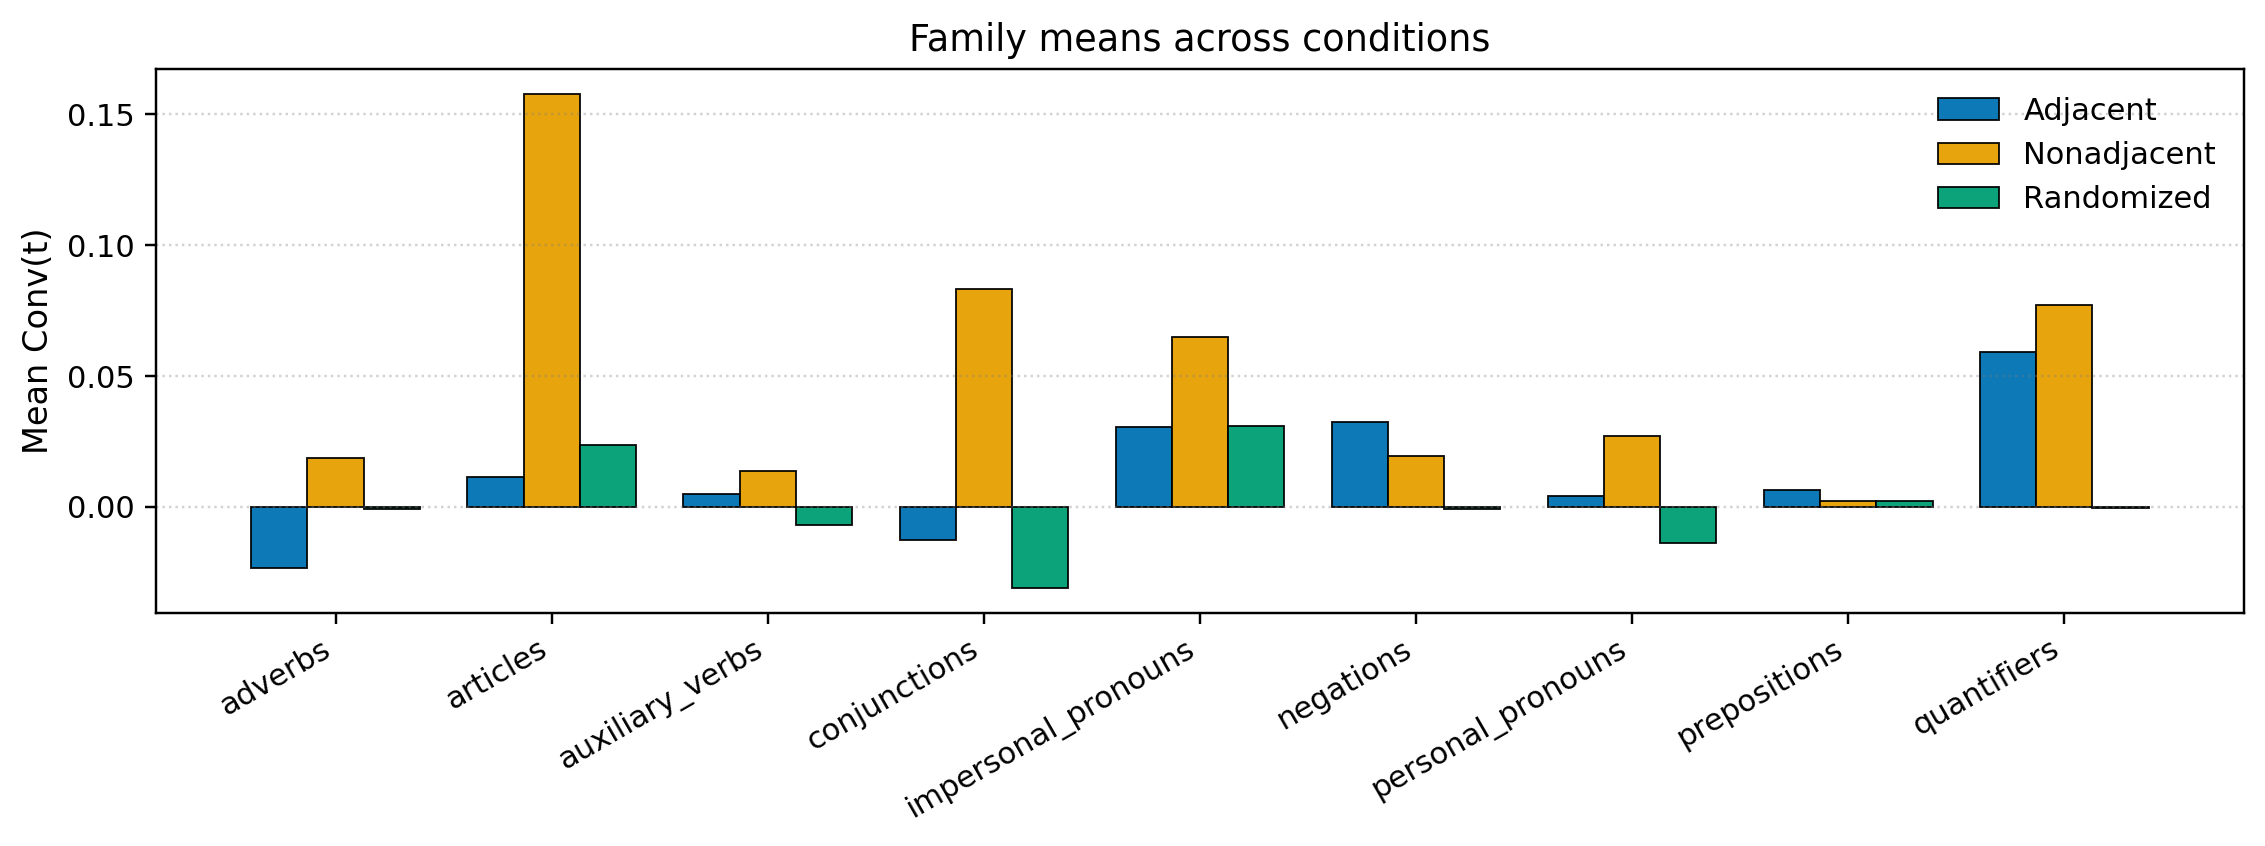 Family means across conditions
Mean Conv(t)
0.15
0.10
0.05
0.00
Adjacent
Nonadjacent
Randomized
adverbs
articles
auxiliary_verbs
conjunctions
impersonal_pronouns
negations
personal_pronouns
prepositions
quantifiers